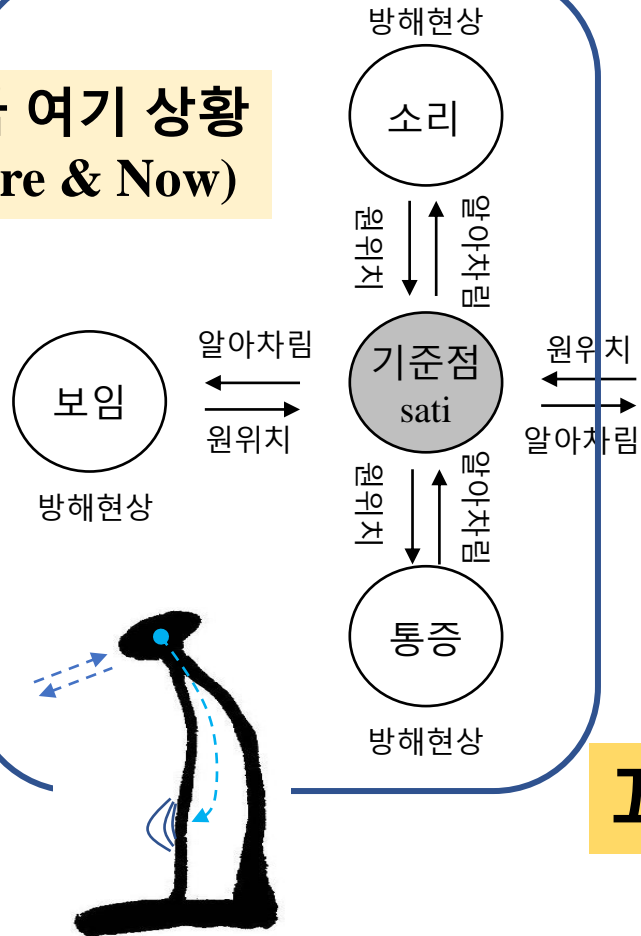 방해현상
여기 상황
& Now)
소리
원위치
알아차림
알아차림
원위치
기준점
sati
보임
원위치
알아차림
방해현상
원위치
알아차림
통증
방해현상